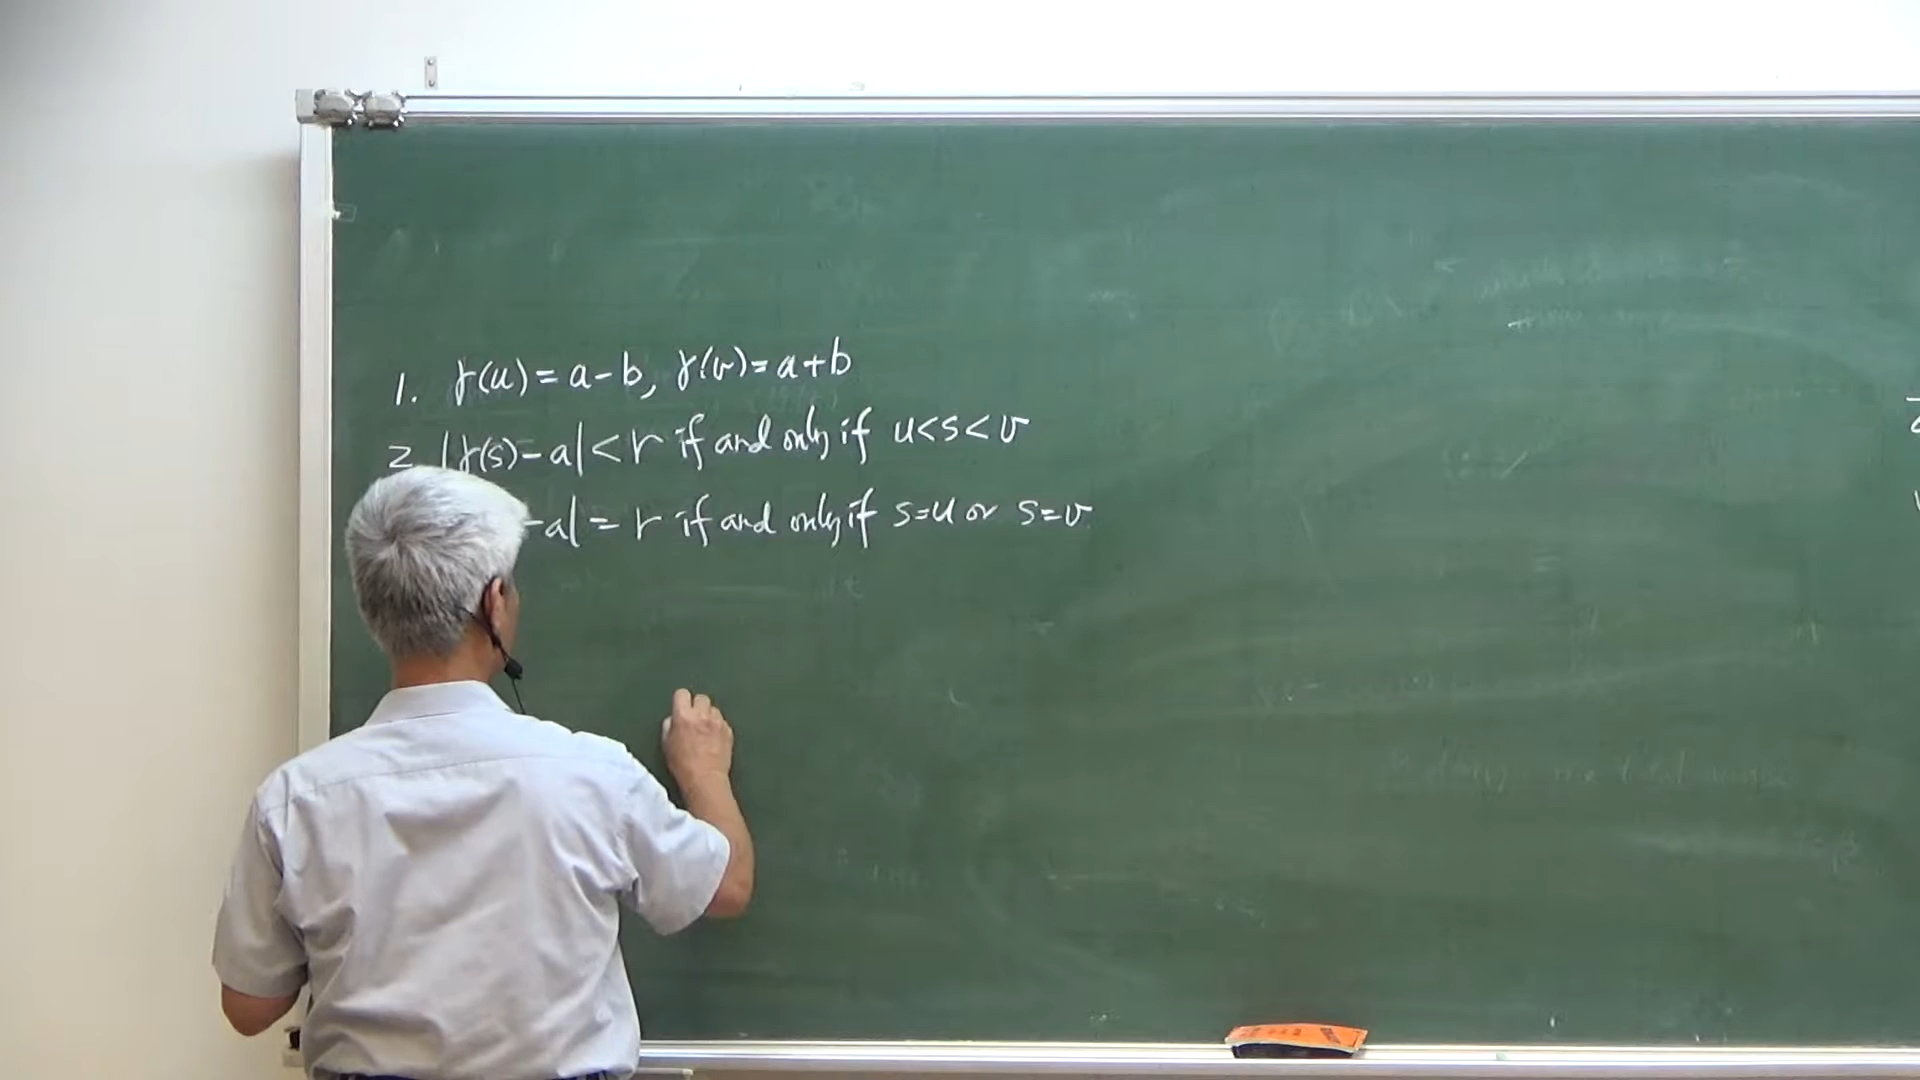 1. γ(u) = a - b, γ(v) = a + b
2. |γ(s) - a| < r if and only if u < s < v
- a| = r if and only if s = u or s = v